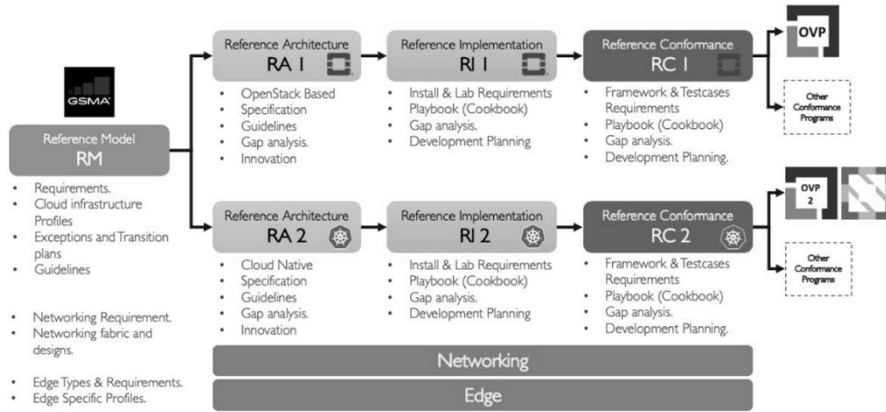 GSMA
Reference Model
RM
• Requirements.
• Cloud infrastructure
Profiles
• Exceptions and Transition
plans
• Guidelines
• Networking Requirement.
• Networking fabric and
designs.
• Edge Types & Requirements.
• Edge Specific Profiles.
Reference Architecture
RA 1
• OpenStack Based
• Specification
• Guidelines
• Gap analysis.
• Innovation
Reference Implementation
RI 1
• Install & Lab Requirements
• Playbook (Cookbook)
• Gap analysis.
• Development Planning
Reference Conformance
RC 1
• Framework & Testcases
Requirements
• Playbook (Cookbook)
• Gap analysis.
• Development Planning.
OVP
Other
Conformance
Programs
Reference Architecture
RA 2
• Cloud Native
• Specification
• Guidelines
• Gap analysis.
• Innovation
Reference Implementation
RI 2
• Install & Lab Requirements
• Playbook (Cookbook)
• Gap analysis.
• Development Planning
Reference Conformance
RC 2
• Framework & Testcases
Requirements
• Playbook (Cookbook)
• Gap analysis.
• Development Planning.
OVP
2
Other
Conformance
Programs
Networking
Edge